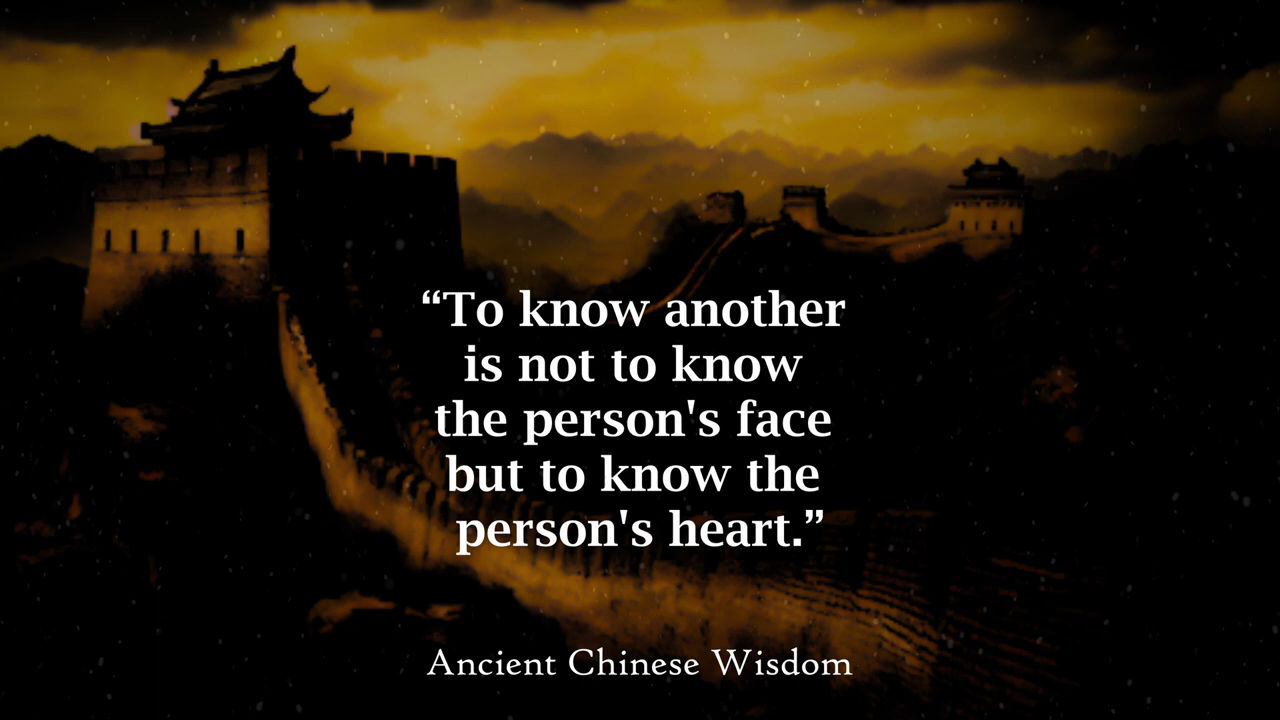 “To know another
is not to know
the person's face
but to know the
person's heart.”
Ancient Chinese Wisdom